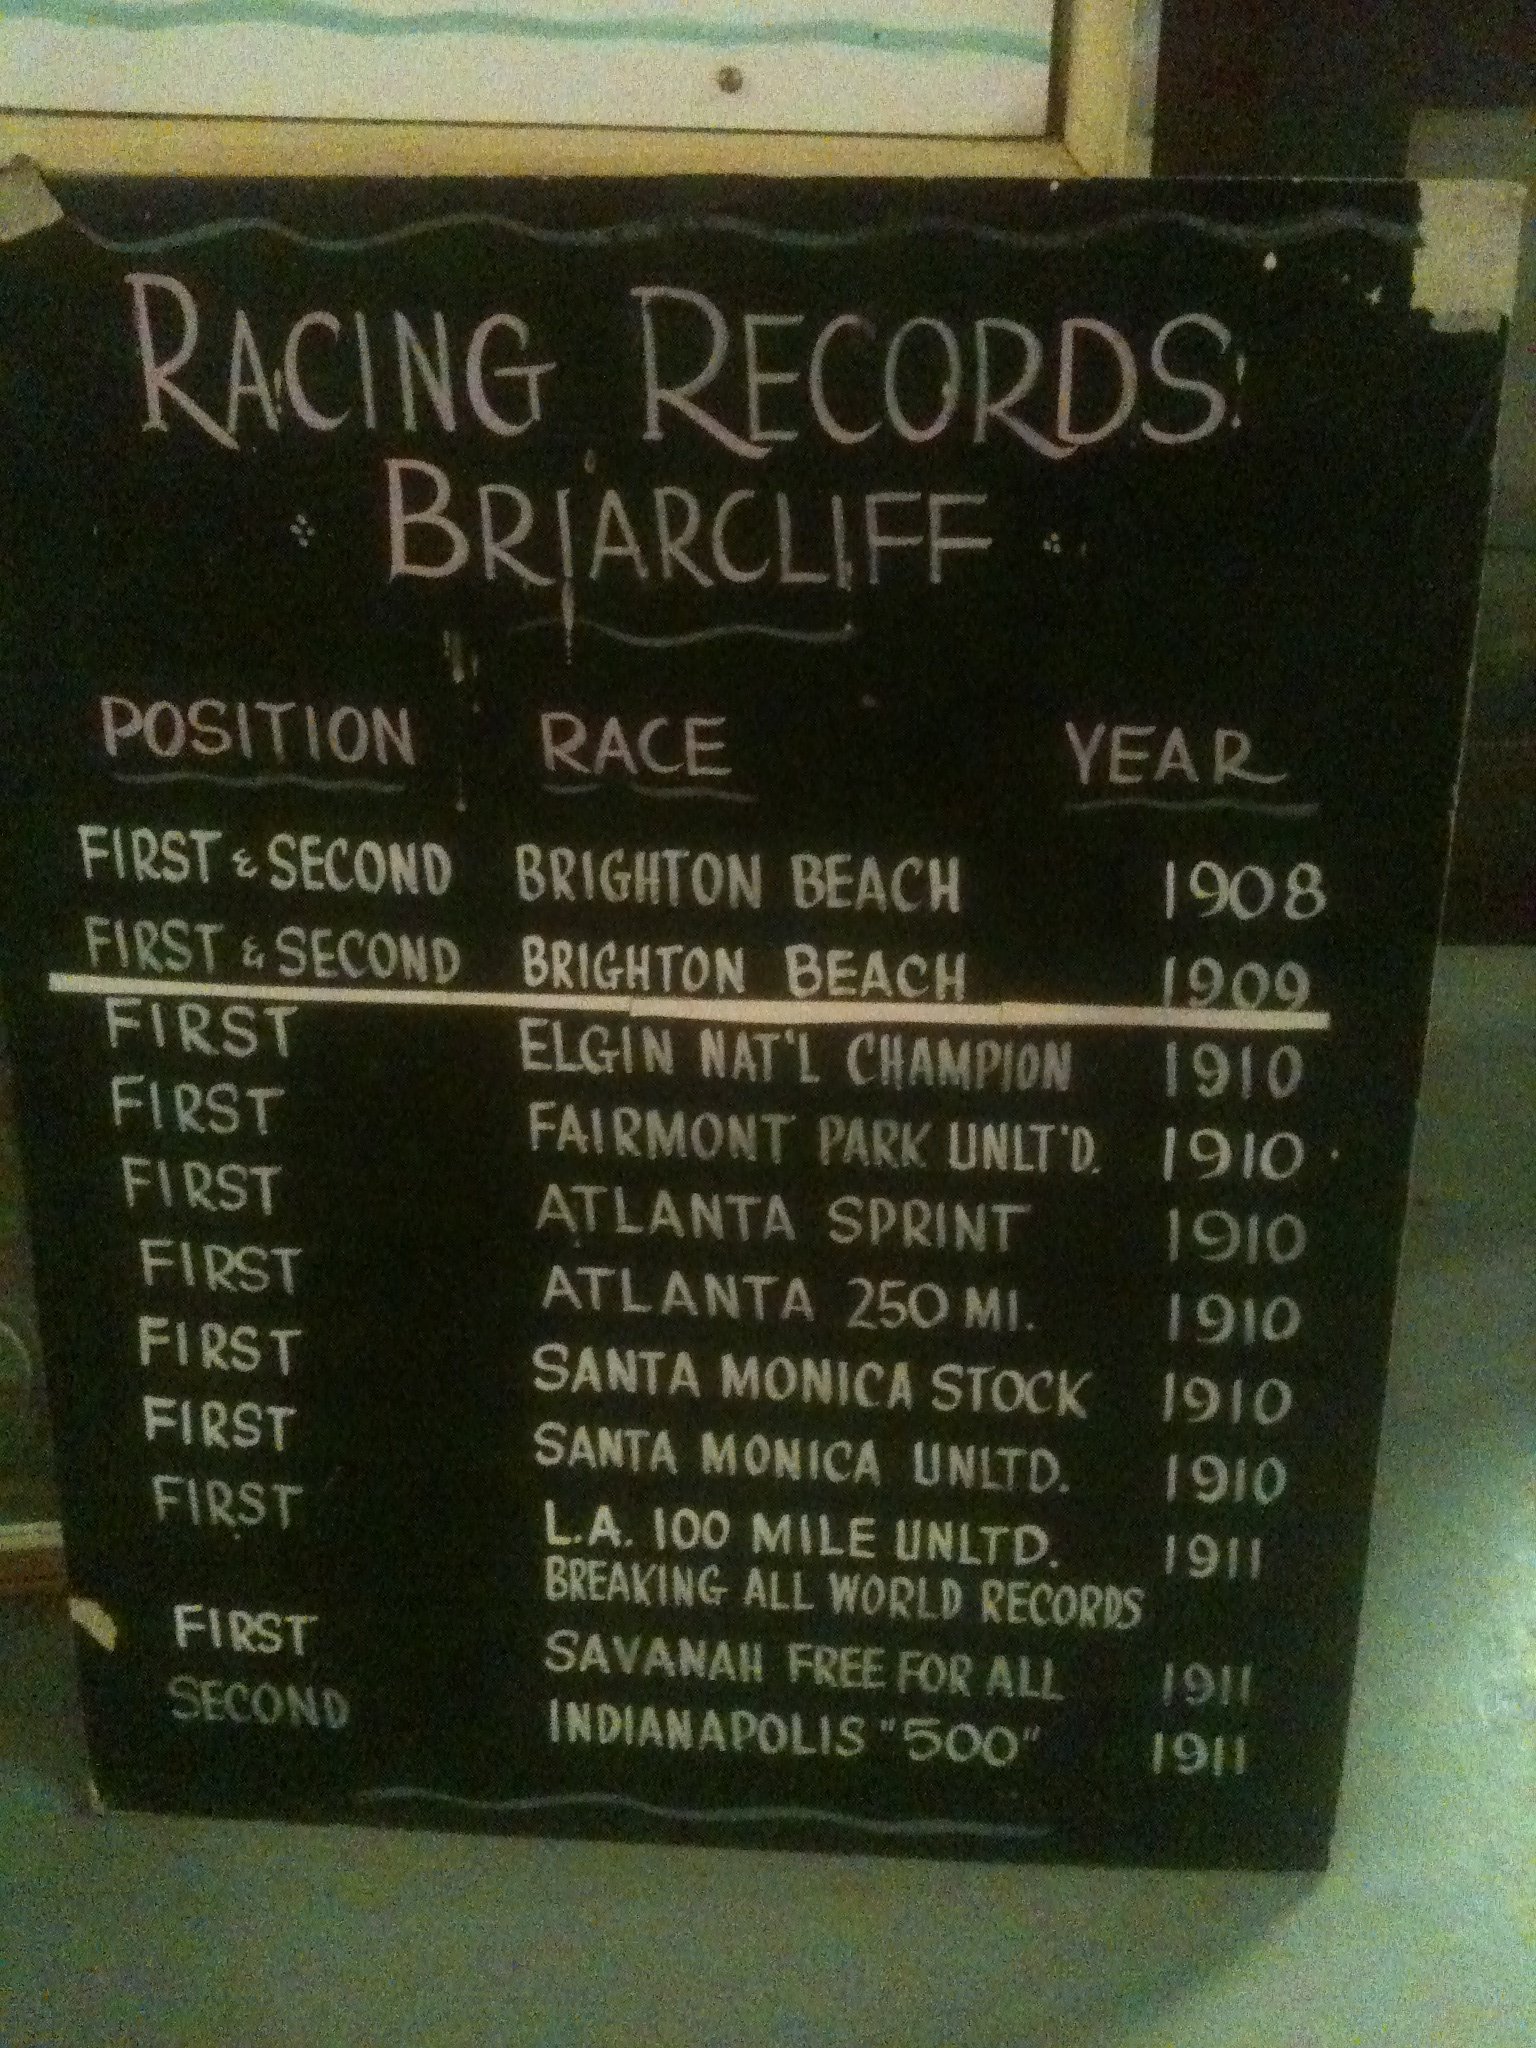 RACING RECORDS!
BRIARCLIFF
POSITION RACE YEAR
FIRST & SECOND BRIGHTON BEACH 1908
FIRST & SECOND BRIGHTON BEACH 1909
FIRST ELGIN NAT'L CHAMPION 1910
FIRST FAIRMONT PARK UNLT'D. 1910
FIRST ATLANTA SPRINT 1910
FIRST ATLANTA 250 MI. 1910
FIRST SANTA MONICA STOCK 1910
FIRST SANTA MONICA UNLTD. 1910
FIRST L.A. 100 MILE UNLTD. 1911
BREAKING ALL WORLD RECORDS
FIRST SAVANAH FREE FOR ALL 1911
SECOND INDIANAPOLIS "500" 1911